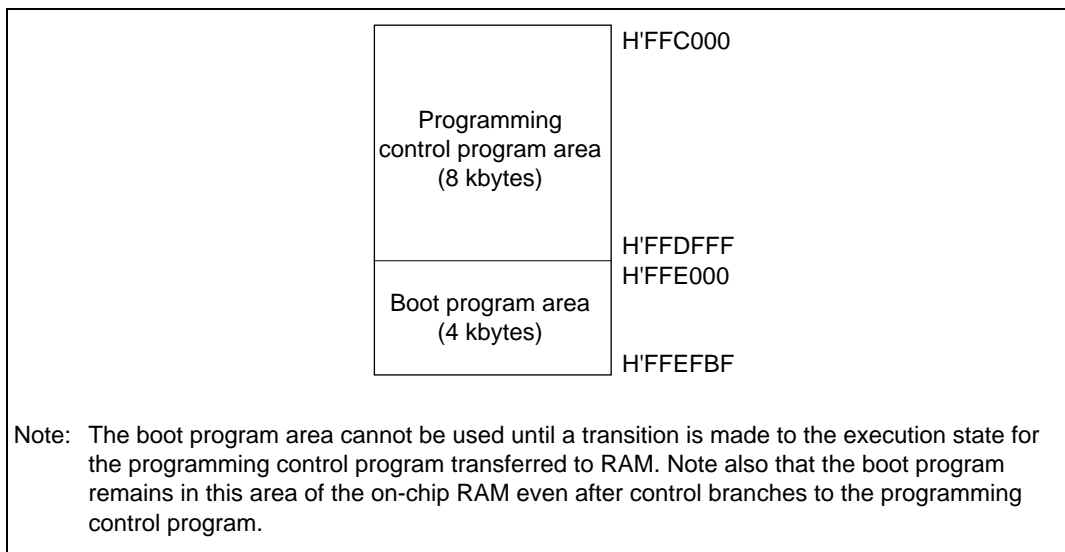 H'FFC000
Programming
control program area
(8 kbytes)
H'FFDFFF
H'FFE000
Boot program area
(4 kbytes)
H'FFEFBF
Note: The boot program area cannot be used until a transition is made to the execution state for
the programming control program transferred to RAM. Note also that the boot program
remains in this area of the on-chip RAM even after control branches to the programming
control program.